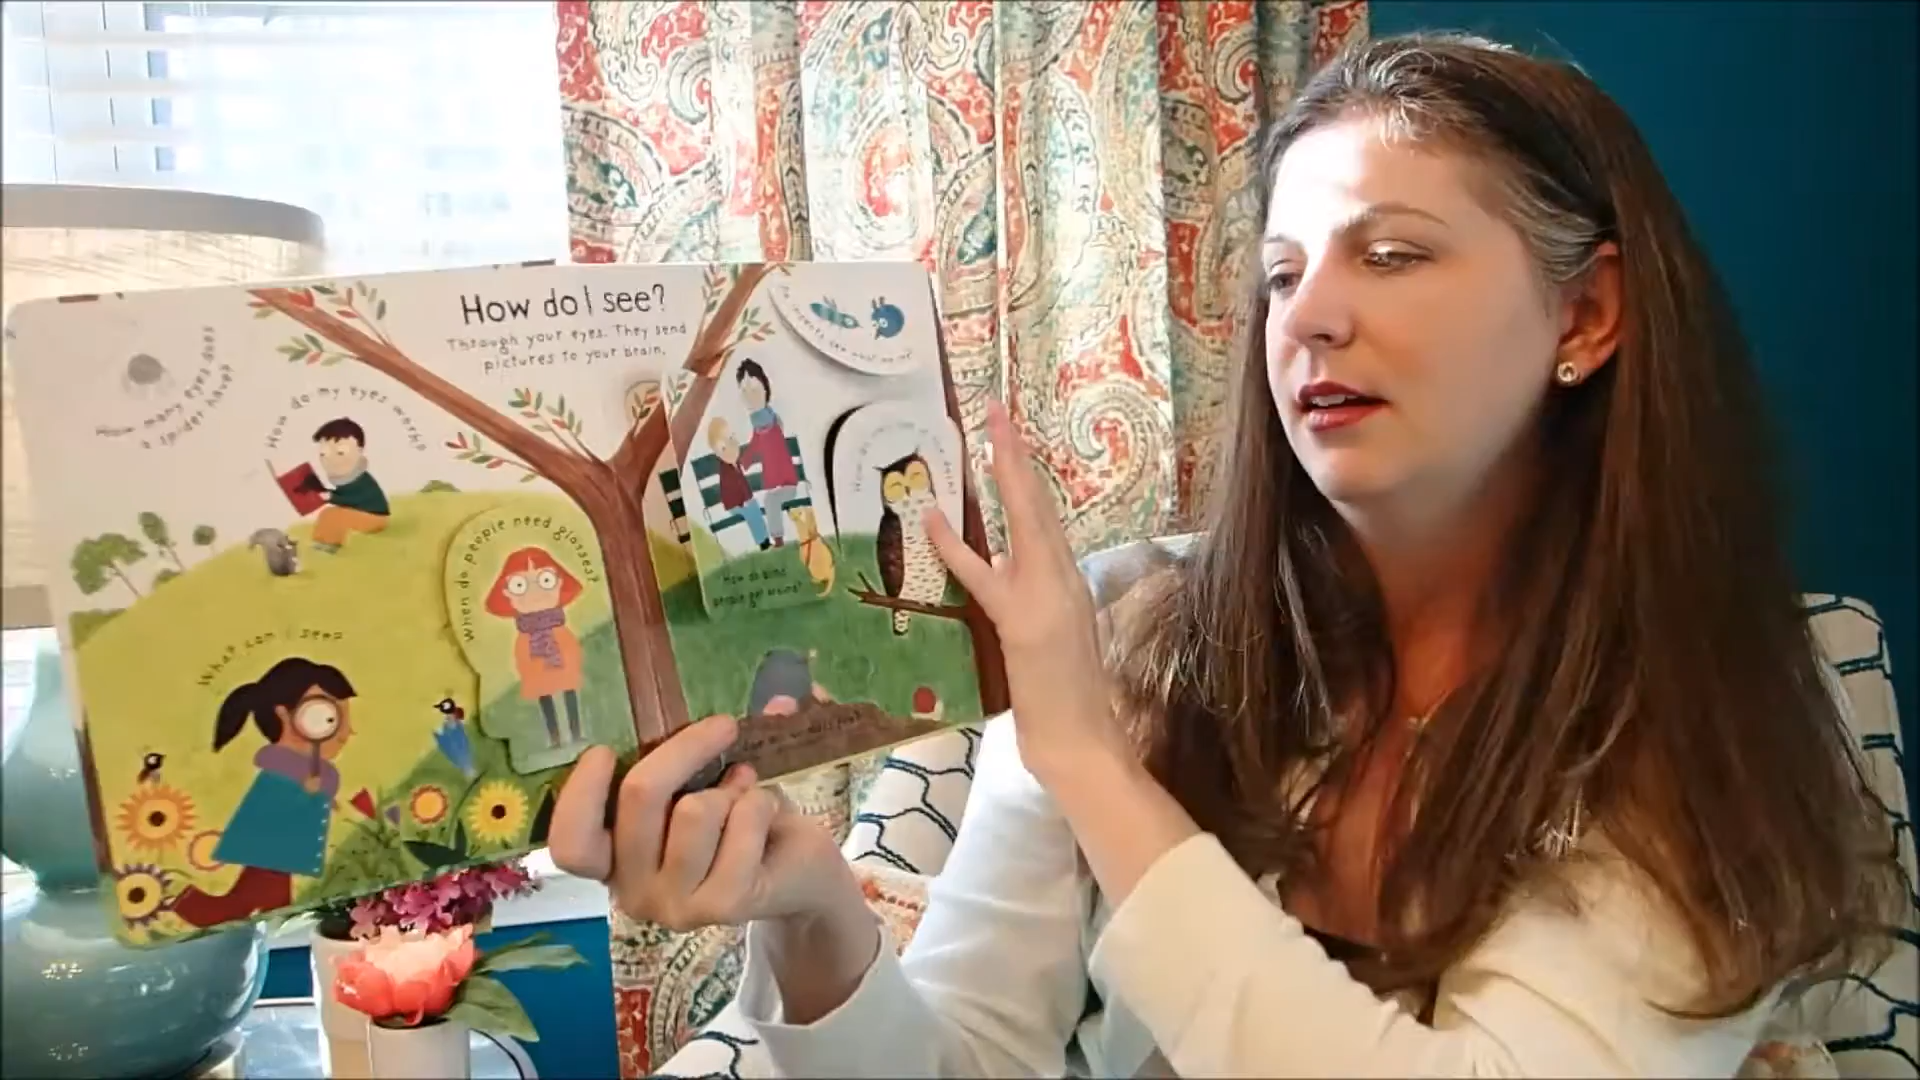 How do I see?
Through your eyes. They send
pictures to your brain.
How many eyes does
a spider have?
How do my eyes work?
When do people need glasses?
What can I see?
How do blind
people get around?